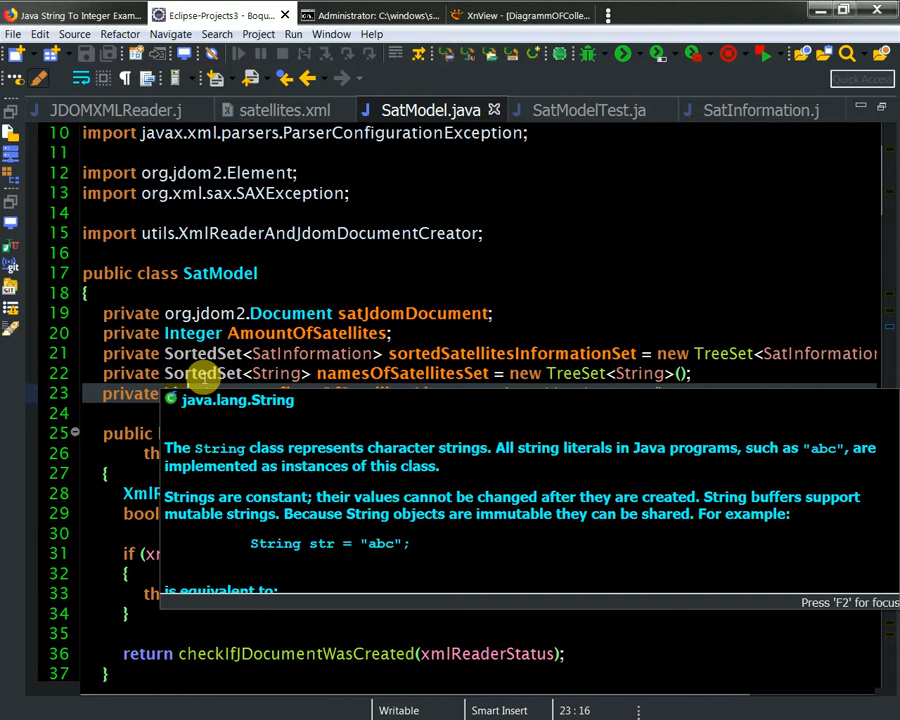 Java String To Integer Exam...
Eclipse-Projects3 - Boqu...
Administrator: C:\windows\s...
XnView - [DiagrammOfColle...
File Edit Source Refactor Navigate Search Project Run Window Help
Quick Access
JDOMXMLReader.j
satellites.xml
SatModel.java
SatModelTest.ja
SatInformation.j
10 import javax.xml.parsers.ParserConfigurationException;
11
12 import org.jdom2.Element;
13 import org.xml.sax.SAXException;
14
15 import utils.XmlReaderAndJdomDocumentCreator;
16
17 public class SatModel
18 {
19 private org.jdom2.Document satJdomDocument;
20 private Integer AmountOfSatellites;
21 private SortedSet<SatInformation> sortedSatellitesInformationSet = new TreeSet<SatInformation
22 private SortedSet<String> namesOfSatellitesSet = new TreeSet<String>();
23 private
24
25 public
26 th
27 {
28 XmlR
29 bool
30
31 if (xr
32 {
33 th
34 }
35
36 return checkIfJDocumentWasCreated(xmlReaderStatus);
37 }
java.lang.String
The String class represents character strings. All string literals in Java programs, such as "abc", are
implemented as instances of this class.
Strings are constant; their values cannot be changed after they are created. String buffers support
mutable strings. Because String objects are immutable they can be shared. For example:
String str = "abc";
is equivalent to:
Press 'F2' for focus
Writable
Smart Insert
23 : 16